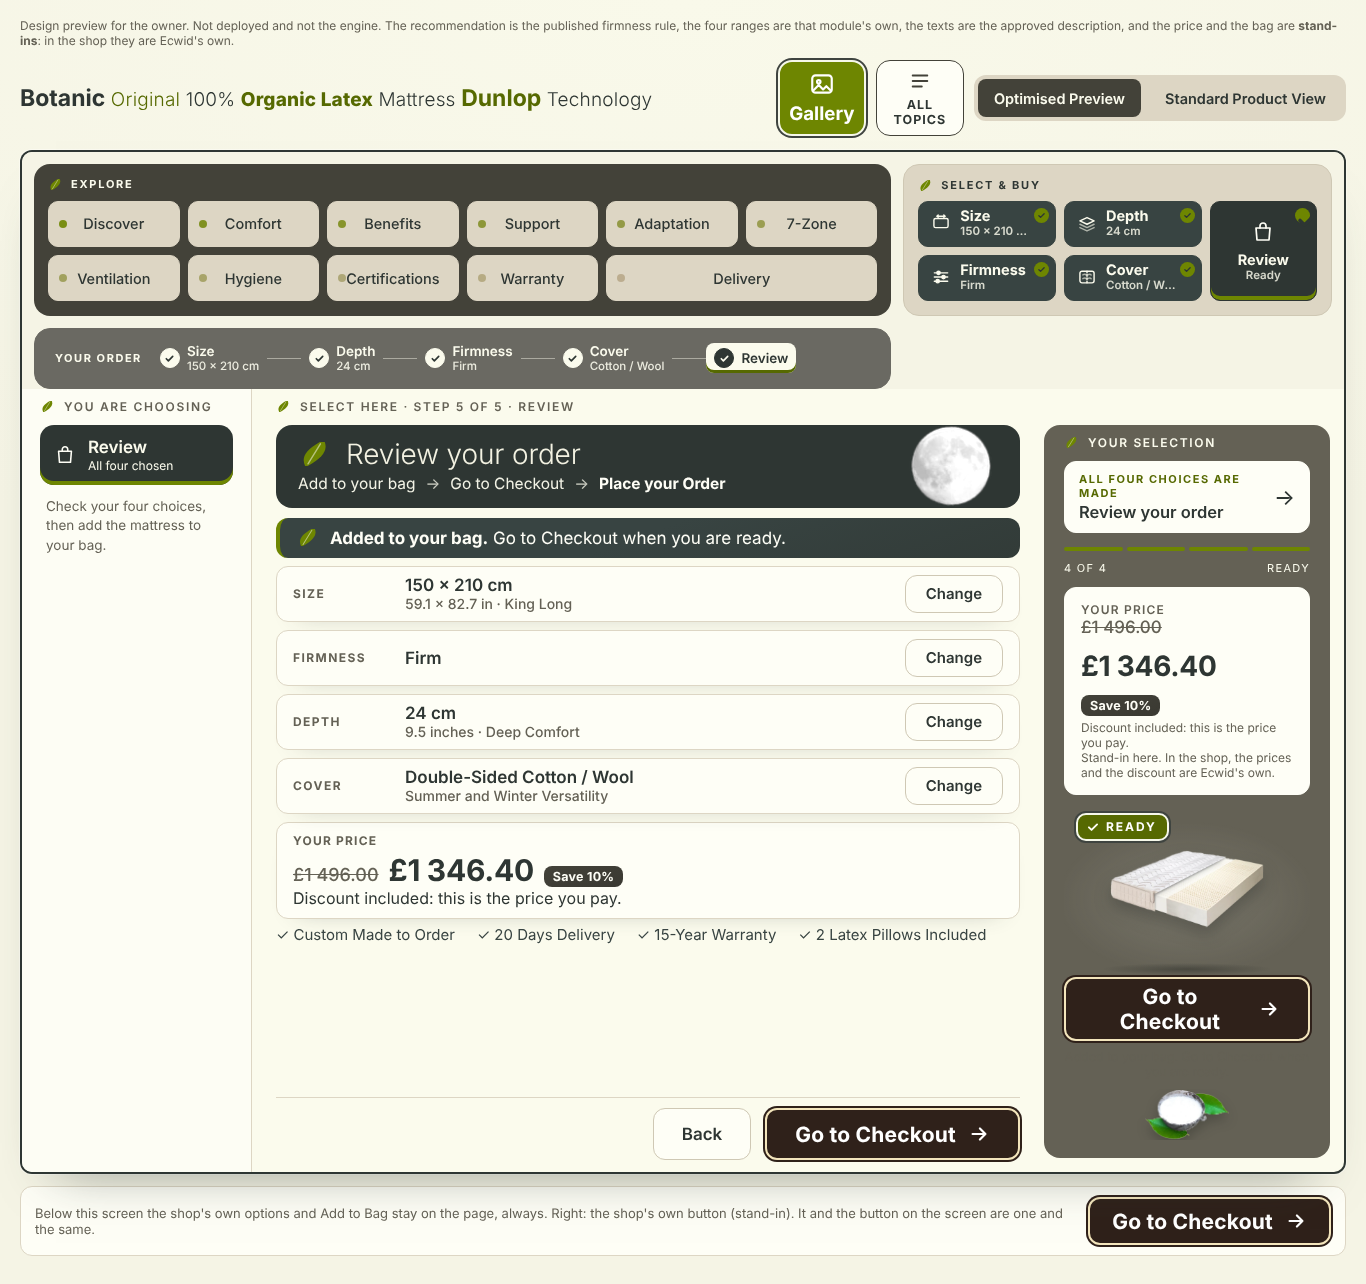 Design preview for the owner. Not deployed and not the engine. The recommendation is the published firmness rule, the four ranges are that module's own, the texts are the approved description, and the price and the bag are stand-
ins: in the shop they are Ecwid's own.
Botanic Original 100% Organic Latex Mattress Dunlop Technology
Gallery
ALL
TOPICS
Optimised Preview
Standard Product View
EXPLORE
Discover
Comfort
Benefits
Support
Adaptation
7-Zone
Ventilation
Hygiene
Certifications
Warranty
Delivery
SELECT & BUY
Size
150 × 210 ...
Depth
24 cm
Firmness
Firm
Cover
Cotton / W...
Review
Ready
YOUR ORDER
Size
150 × 210 cm
Depth
24 cm
Firmness
Firm
Cover
Cotton / Wool
Review
YOU ARE CHOOSING
Review
All four chosen
Check your four choices,
then add the mattress to
your bag.
SELECT HERE · STEP 5 OF 5 · REVIEW
Review your order
Add to your bag → Go to Checkout → Place your Order
Added to your bag. Go to Checkout when you are ready.
SIZE
150 × 210 cm
59.1 × 82.7 in · King Long
Change
FIRMNESS
Firm
Change
DEPTH
24 cm
9.5 inches · Deep Comfort
Change
COVER
Double-Sided Cotton / Wool
Summer and Winter Versatility
Change
YOUR PRICE
£1 496.00 £1 346.40 Save 10%
Discount included: this is the price you pay.
✓ Custom Made to Order ✓ 20 Days Delivery ✓ 15-Year Warranty ✓ 2 Latex Pillows Included
Back
Go to Checkout →
YOUR SELECTION
ALL FOUR CHOICES ARE
MADE
Review your order →
4 OF 4
READY
YOUR PRICE
£1 496.00
£1 346.40
Save 10%
Discount included: this is the price
you pay.
Stand-in here. In the shop, the prices
and the discount are Ecwid's own.
✓ READY
Go to
Checkout →
Below this screen the shop's own options and Add to Bag stay on the page, always. Right: the shop's own button (stand-in). It and the button on the screen are one and
the same.
Go to Checkout →